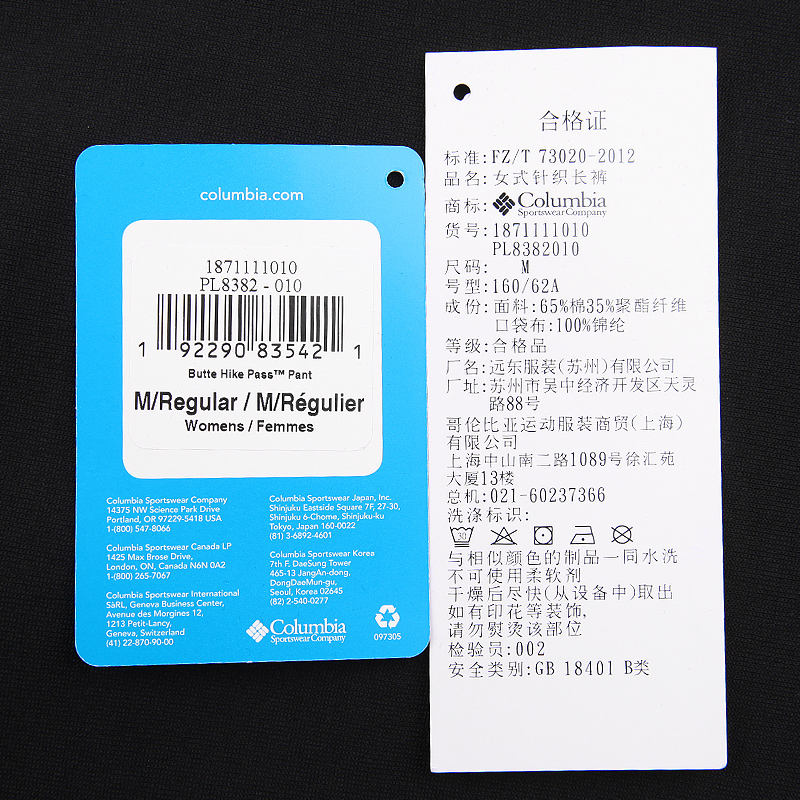 columbia.com
1871111010
PL8382 - 010
1 92290 83542 1
Butte Hike Pass™ Pant
M/Regular / M/Régulier
Womens / Femmes
Columbia Sportswear Company
14375 NW Science Park Drive
Portland, OR 97229-5418 USA
1-(800) 547-8066
Columbia Sportswear Canada LP
1425 Max Brose Drive,
London, ON, Canada N6N 0A2
1-(800) 265-7067
Columbia Sportswear International
SàRL, Geneva Business Center,
Avenue des Morgines 12,
1213 Petit-Lancy,
Geneva, Switzerland
(41) 22-870-90-00
Columbia Sportswear Japan, Inc.
Shinjuku Eastside Square 7F, 27-30,
Shinjuku 6-Chome, Shinjuku-ku
Tokyo, Japan 160-0022
(81) 3-6892-4601
Columbia Sportswear Korea
7th F. DaeSung Tower
465-13 JangAn-dong,
DongDaeMun-gu,
Seoul, Korea 02645
(82) 2-540-0277
Columbia
Sportswear Company
097305
合格证
标准:FZ/T 73020-2012
品名:女式针织长裤
商标: Columbia
Sportswear Company
货号:1871111010
PL8382010
尺码: M
号型:160/62A
成份:面料:65%棉35%聚酯纤维
口袋布:100%锦纶
等级:合格品
厂名:远东服装(苏州)有限公司
厂址:苏州市吴中经济开发区天灵
路88号
哥伦比亚运动服装商贸(上海)
有限公司
上海中山南二路1089号徐汇苑
大厦13楼
总机:021-60237366
洗涤标识:
30
与相似颜色的制品一同水洗
不可使用柔软剂
干燥后尽快(从设备中)取出
如有印花等装饰,
请勿熨烫该部位
检验员:002
安全类别:GB 18401 B类